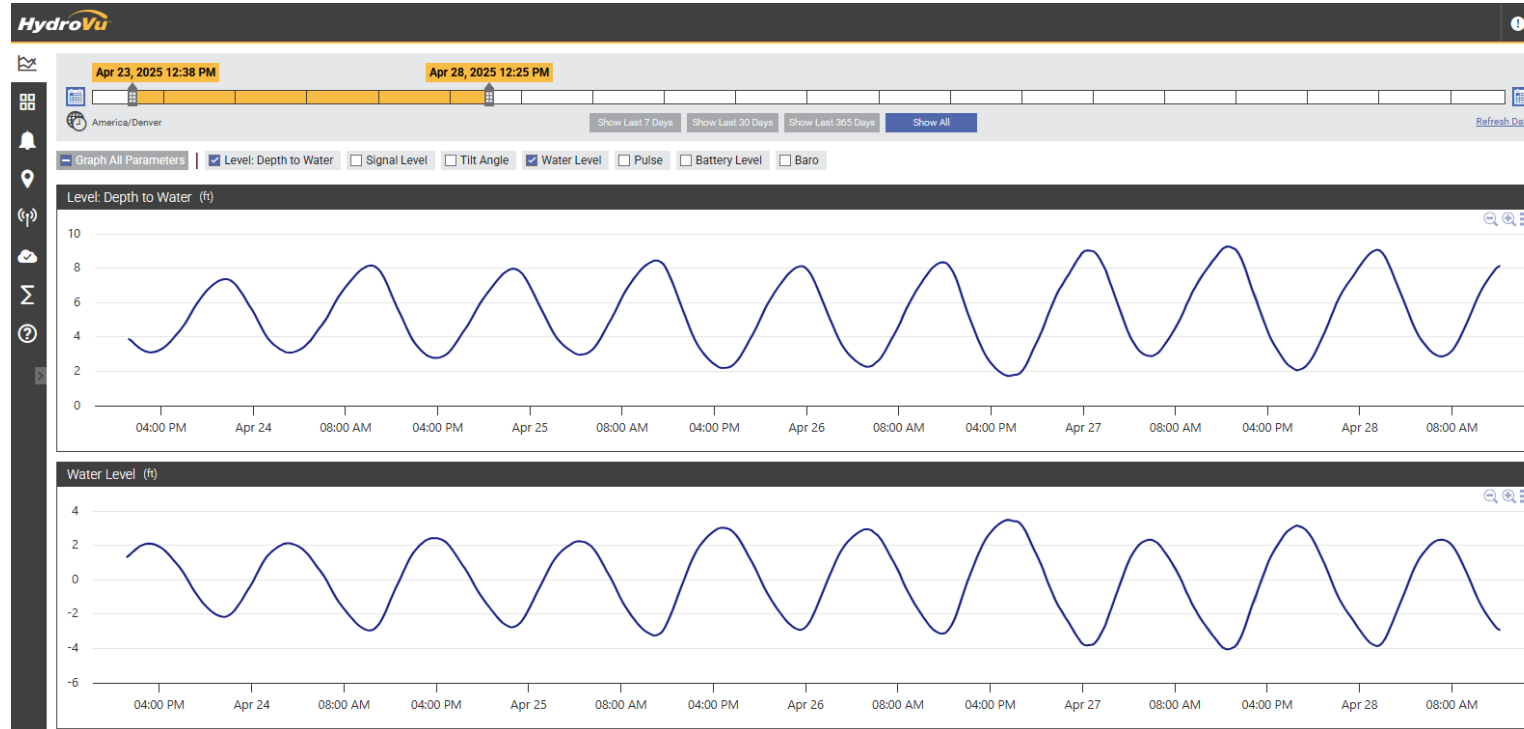 HydroVu
Apr 23, 2025 12:38 PM Apr 28, 2025 12:25 PM
America/Denver Show Last 7 Days Show Last 30 Days Show Last 365 Days Show All Refresh Dat
Graph All Parameters Level: Depth to Water Signal Level Tilt Angle Water Level Pulse Battery Level Baro
Level: Depth to Water (ft)
10
8
6
4
2
0
04:00 PM Apr 24 08:00 AM 04:00 PM Apr 25 08:00 AM 04:00 PM Apr 26 08:00 AM 04:00 PM Apr 27 08:00 AM 04:00 PM Apr 28 08:00 AM
Water Level (ft)
4
2
0
-2
-4
-6
04:00 PM Apr 24 08:00 AM 04:00 PM Apr 25 08:00 AM 04:00 PM Apr 26 08:00 AM 04:00 PM Apr 27 08:00 AM 04:00 PM Apr 28 08:00 AM